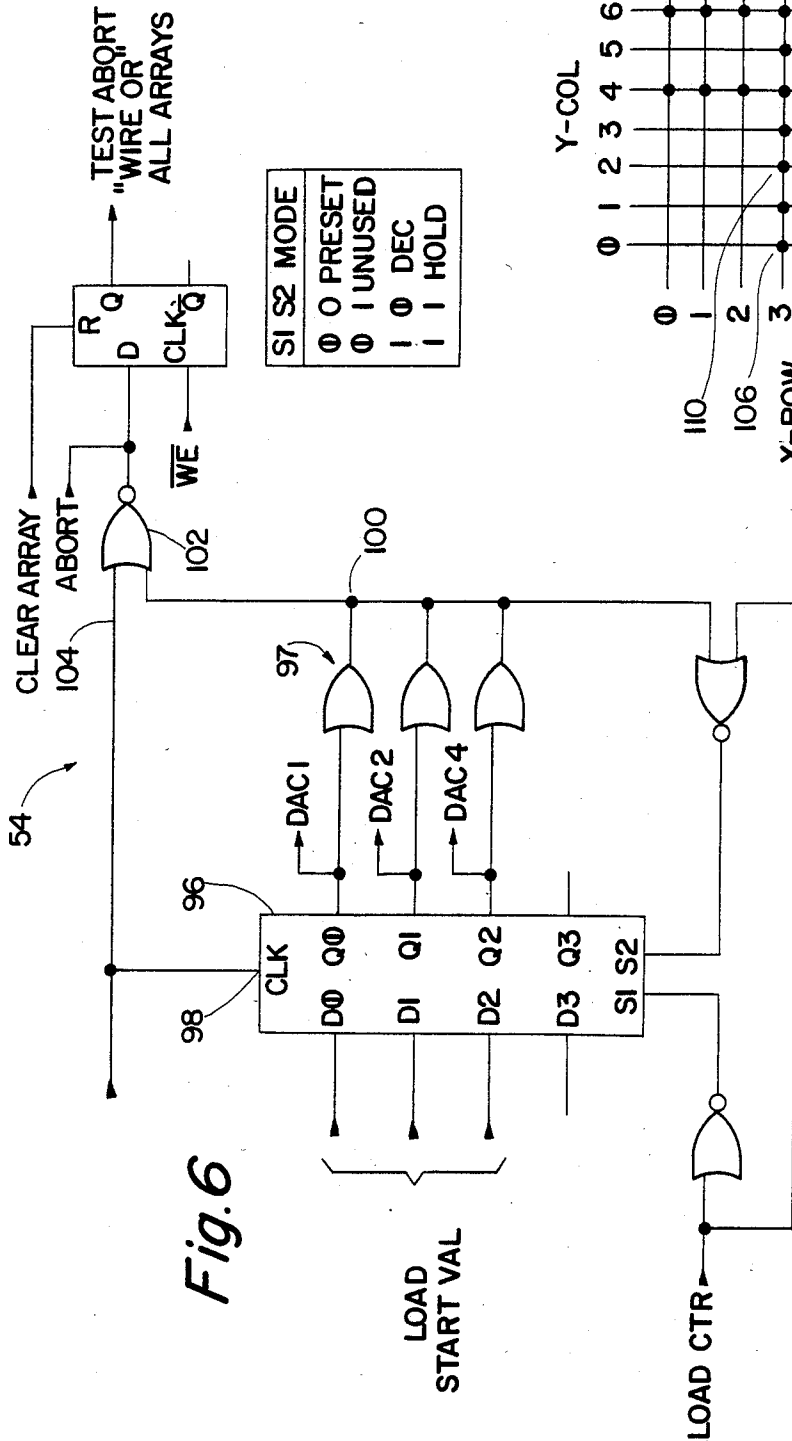 54
CLEAR ARRAY
104
ABORT
102
R
D
Q
CLK
Q̅
W̅E̅
TEST ABORT
"WIRE OR"
ALL ARRAYS
98
96
CLK
D0 Q0
D1 Q1
D2 Q2
D3 Q3
S1 S2
DAC1
DAC2
DAC4
97
100
S1 S2 MODE
0 0 PRESET
0 1 UNUSED
1 0 DEC
1 1 HOLD
Fig. 6
LOAD
START VAL
LOAD CTR
Y-COL
0 1 2 3 4 5 6
0
1
2
3
110
106